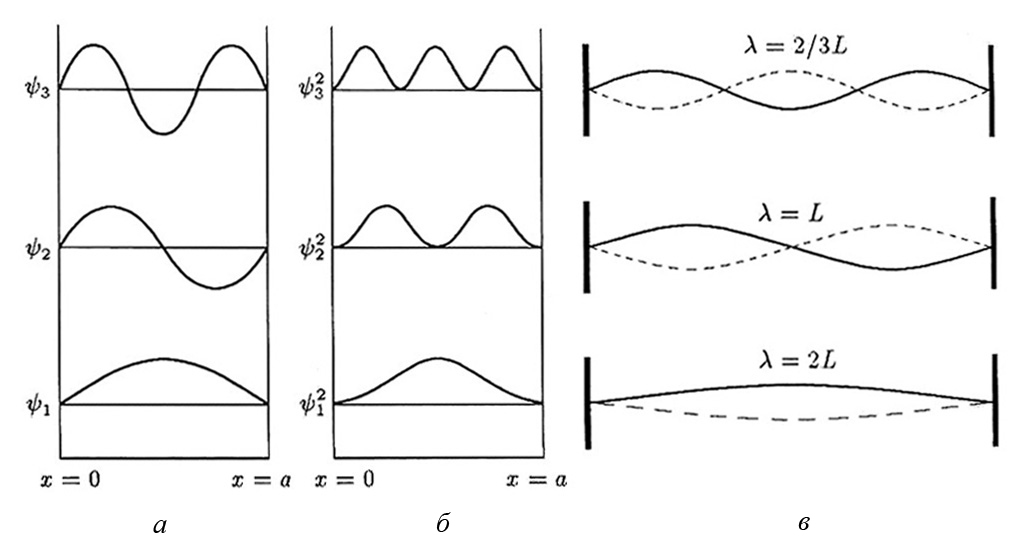 ψ₃
ψ₂
ψ₁
x = 0
x = a
а
ψ₃²
ψ₂²
ψ₁²
x = 0
x = a
б
λ = 2/3L
λ = L
λ = 2L
в